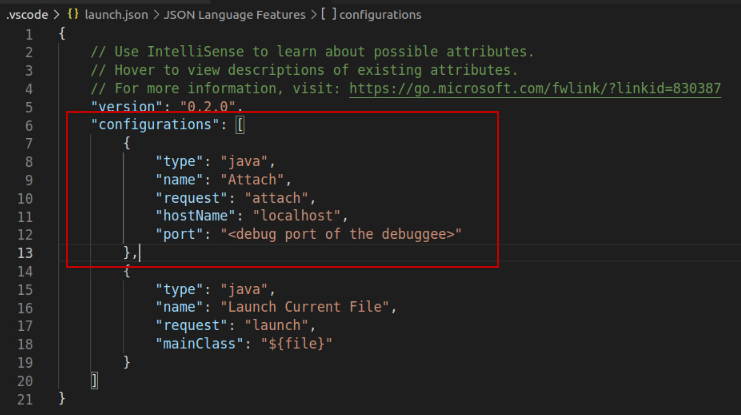 .vscode > {} launch.json > JSON Language Features > [ ] configurations
1 {
2 // Use IntelliSense to learn about possible attributes.
3 // Hover to view descriptions of existing attributes.
4 // For more information, visit: https://go.microsoft.com/fwlink/?linkid=830387
5 "version": "0.2.0",
6 "configurations": [
7 {
8 "type": "java",
9 "name": "Attach",
10 "request": "attach",
11 "hostName": "localhost",
12 "port": "<debug port of the debuggee>"
13 },
14 {
15 "type": "java",
16 "name": "Launch Current File",
17 "request": "launch",
18 "mainClass": "${file}"
19 }
20 ]
21 }